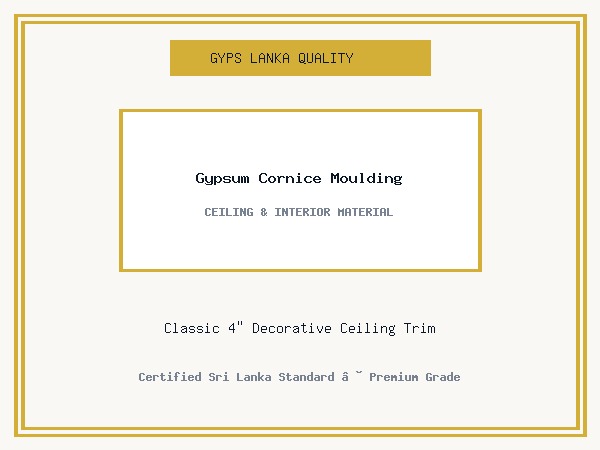 GYPS LANKA QUALITY
Gypsum Cornice Moulding
CEILING & INTERIOR MATERIAL
Classic 4" Decorative Ceiling Trim
Certified Sri Lanka Standard â ˘ Premium Grade